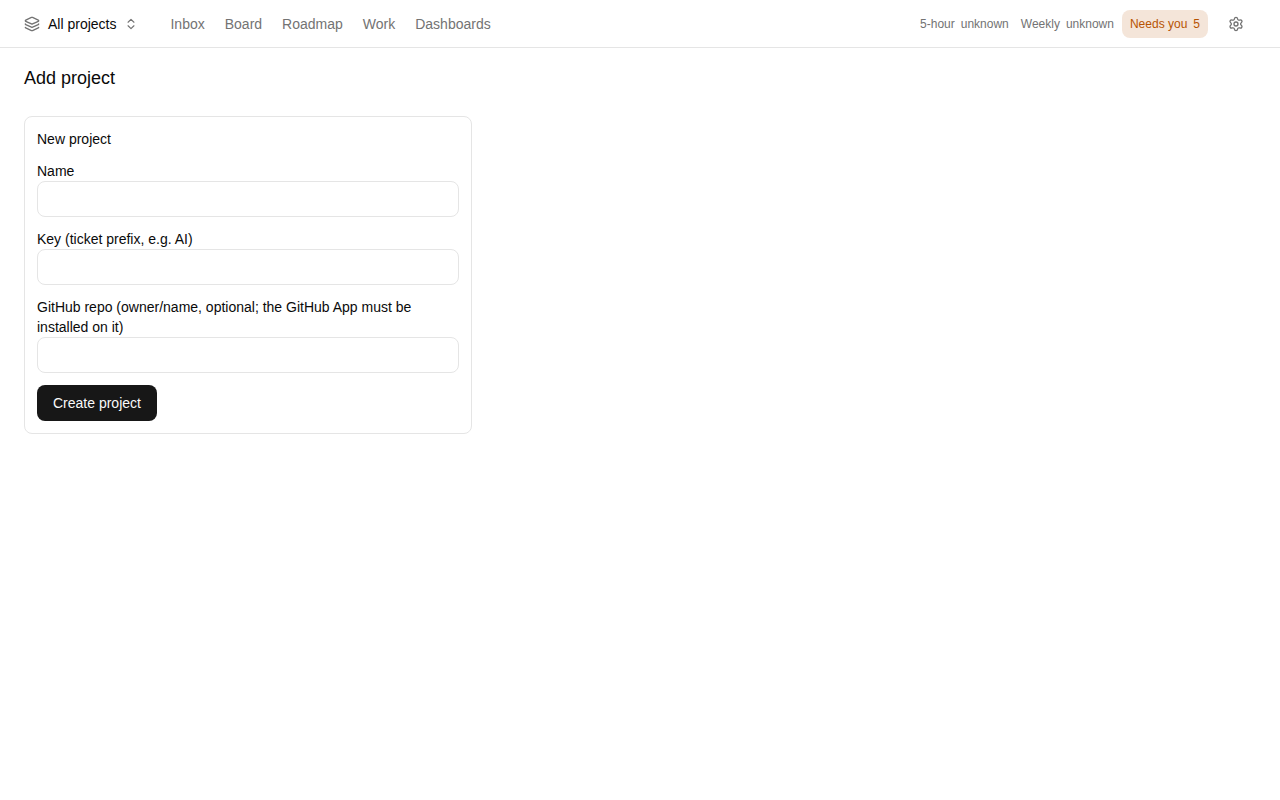 All projects
Inbox
Board
Roadmap
Work
Dashboards
5-hour unknown
Weekly unknown
Needs you 5
Add project
New project
Name
Key (ticket prefix, e.g. AI)
GitHub repo (owner/name, optional; the GitHub App must be
installed on it)
Create project